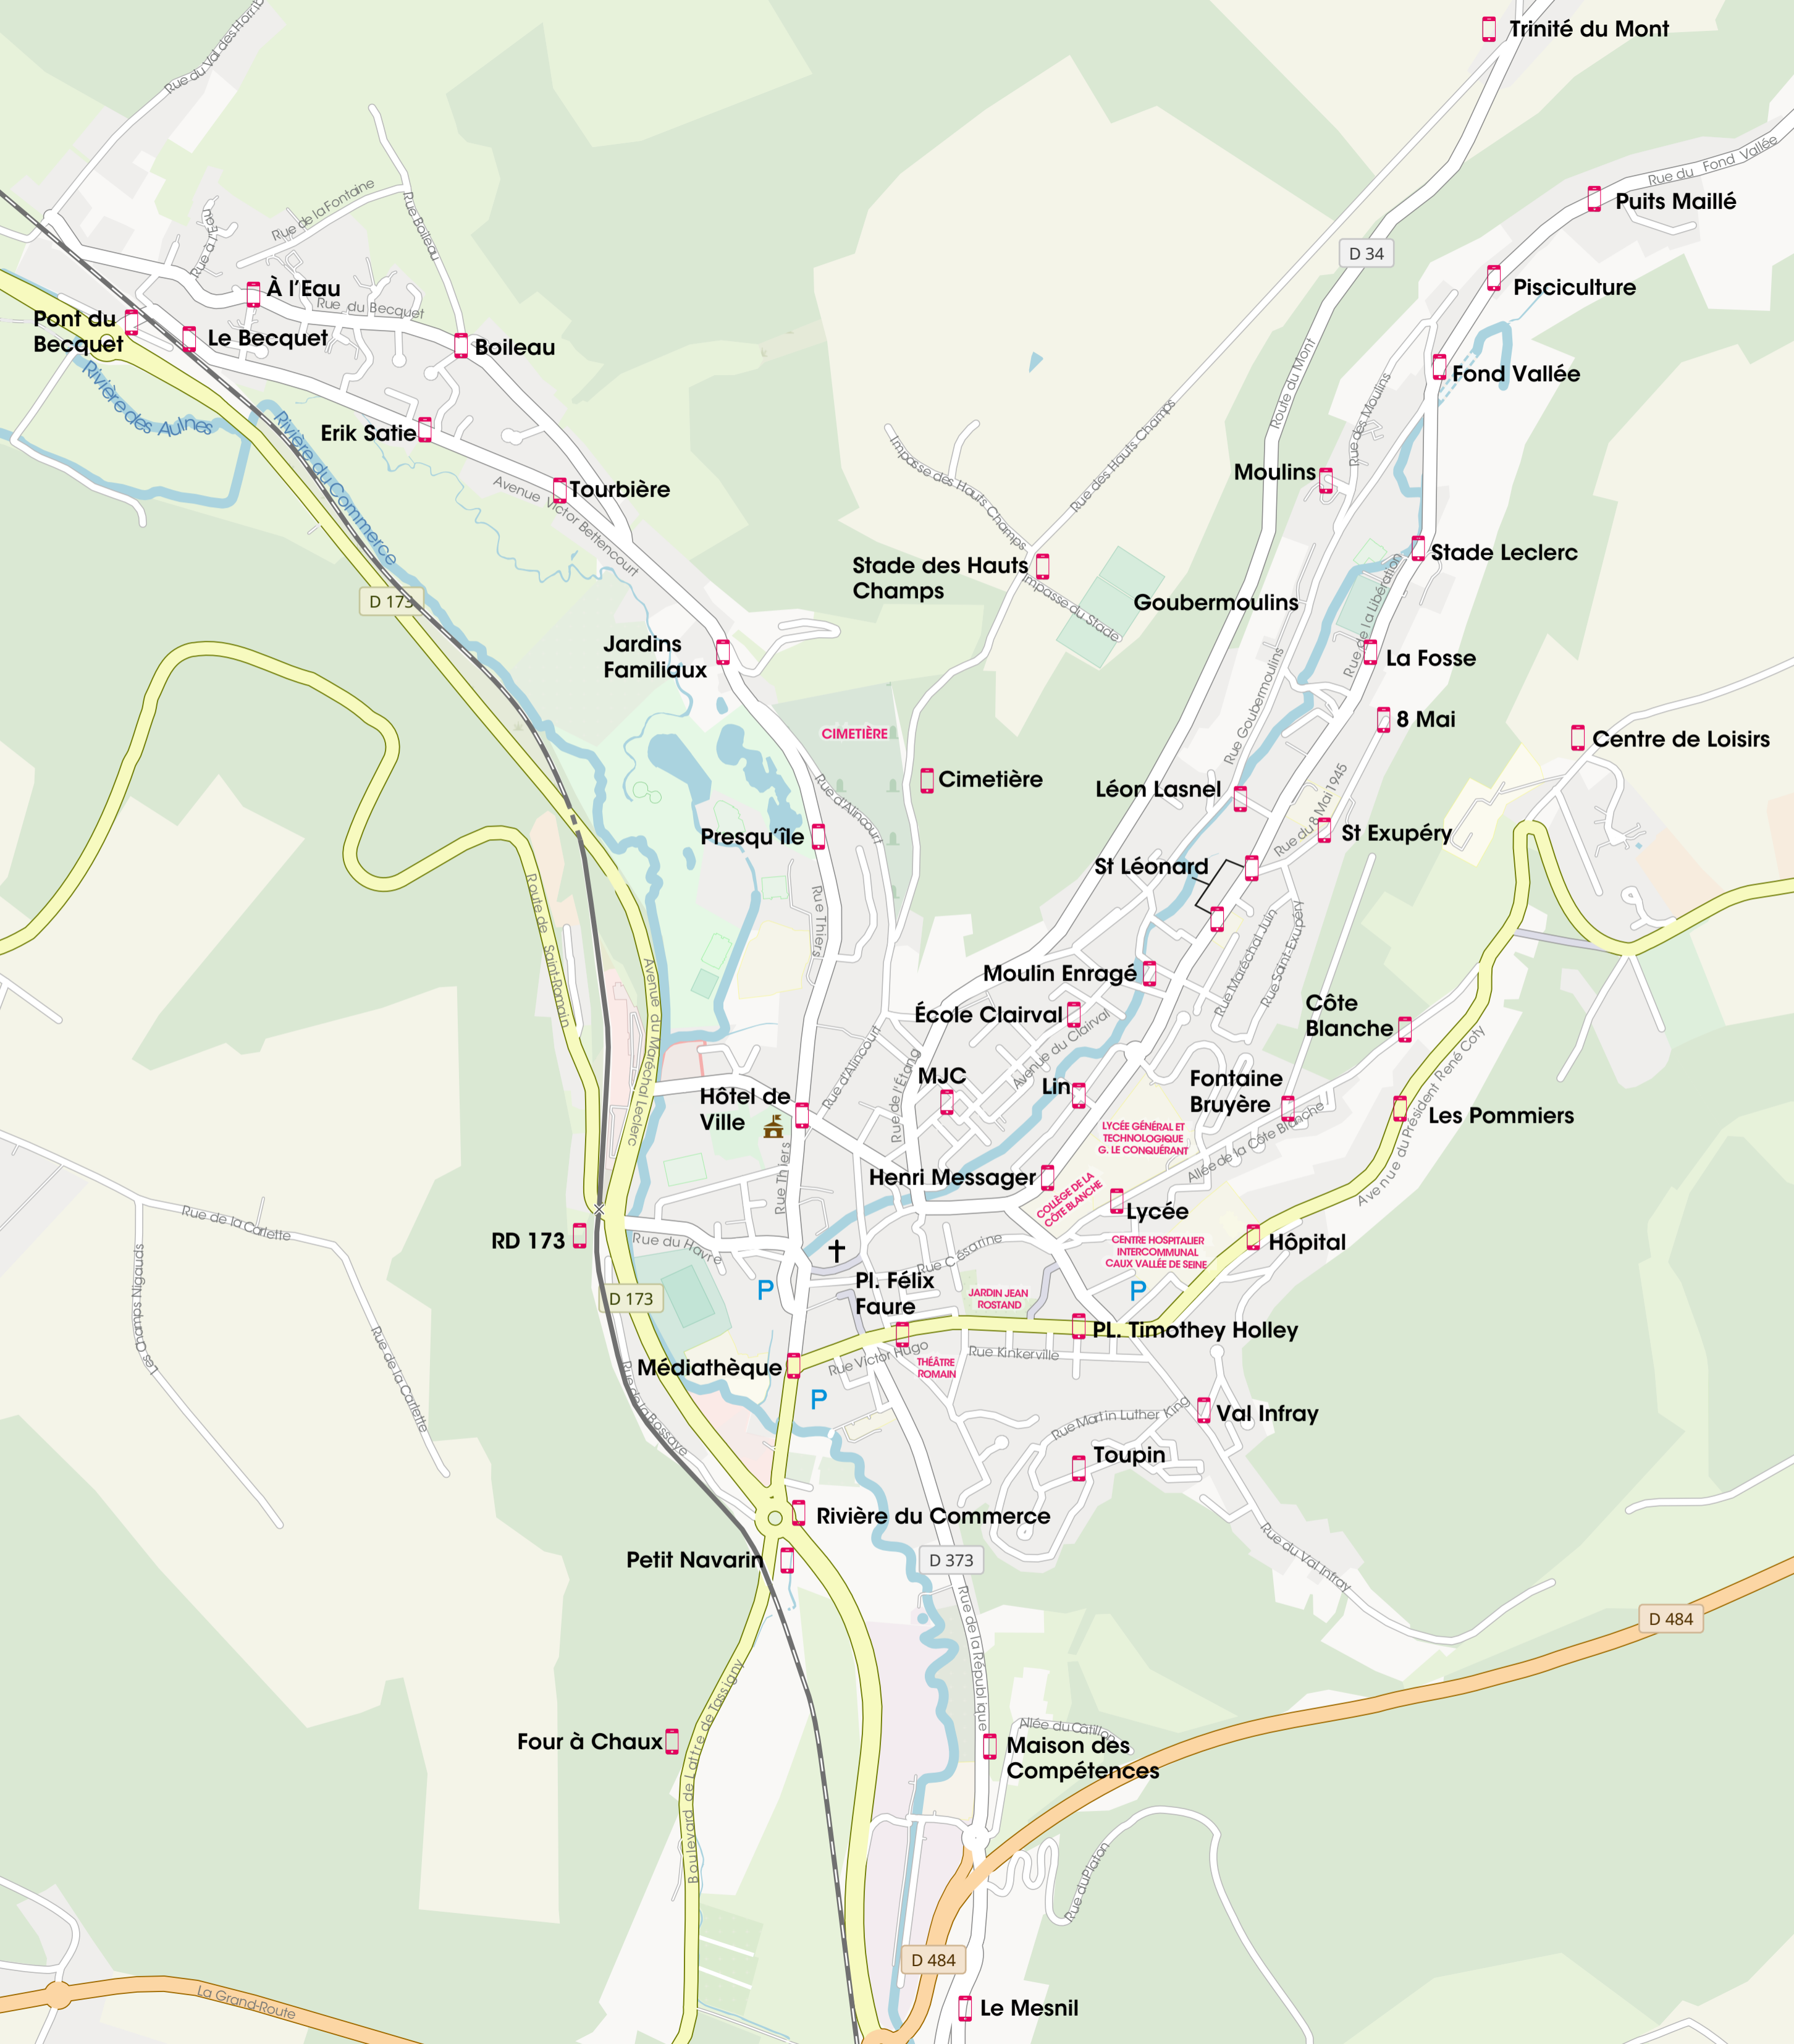 Trinité du Mont
Rue du Val des Horrib
Rue du Fond Vallée
Puits Maillé
Rue de la Fontaine
Rue Boileau
Rue à l'Eau
D 34
Pisciculture
À l'Eau
Rue du Becquet
Pont du
Becquet
Le Becquet
Boileau
Route du Mont
Fond Vallée
Rivière des Aulnes
Rivière du Commerce
Erik Satie
Rue des Moulins
Rue des Hauts Champs
Impasse des Hauts Champs
Moulins
Tourbière
Avenue Victor Bettencourt
Stade Leclerc
Stade des Hauts
Champs
Impasse du Stade
Goubermoulins
D 173
Rue de la Libération
Jardins
Familiaux
La Fosse
Rue Goubermoulins
8 Mai
CIMETIÈRE
Centre de Loisirs
Cimetière
Rue d'Alincourt
Léon Lasnel
Rue du 8 Mai 1945
Presqu'île
St Exupéry
St Léonard
Route de Saint-Romain
Rue Thiers
Rue Maréchal Juin
Rue Saint-Exupéry
Avenue du Maréchal Leclerc
Moulin Enragé
École Clairval
Côte
Blanche
Avenue du Clairval
Rue d'Alincourt
Rue de l'Étang
MJC
Lin
Fontaine
Bruyère
Hôtel de
Ville
Les Pommiers
Avenue du Président René Coty
LYCÉE GÉNÉRAL ET
TECHNOLOGIQUE
G. LE CONQUÉRANT
Allée de la Côte Blanche
Rue Thiers
Henri Messager
COLLÈGE DE LA
CÔTE BLANCHE
Lycée
Rue de la Carlette
RD 173
Rue du Havre
Rue Césarine
CENTRE HOSPITALIER
INTERCOMMUNAL
CAUX VALLÉE DE SEINE
Hôpital
Les Champs Nigauds
P
Pl. Félix
Faure
JARDIN JEAN
ROSTAND
P
D 173
PL. Timothey Holley
Rue de la Carlette
Médiathèque
Rue Victor Hugo
Rue Kinkerville
THÉÂTRE
ROMAIN
P
Rue de la Rossaye
Rue Martin Luther King
Val Infray
Toupin
Rivière du Commerce
Petit Navarin
D 373
Rue du Val Infray
Rue de la République
D 484
Boulevard de Lattre de Tassigny
Four à Chaux
Allée du Catillon
Maison des
Compétences
Rue du Platon
D 484
La Grand-Route
Le Mesnil